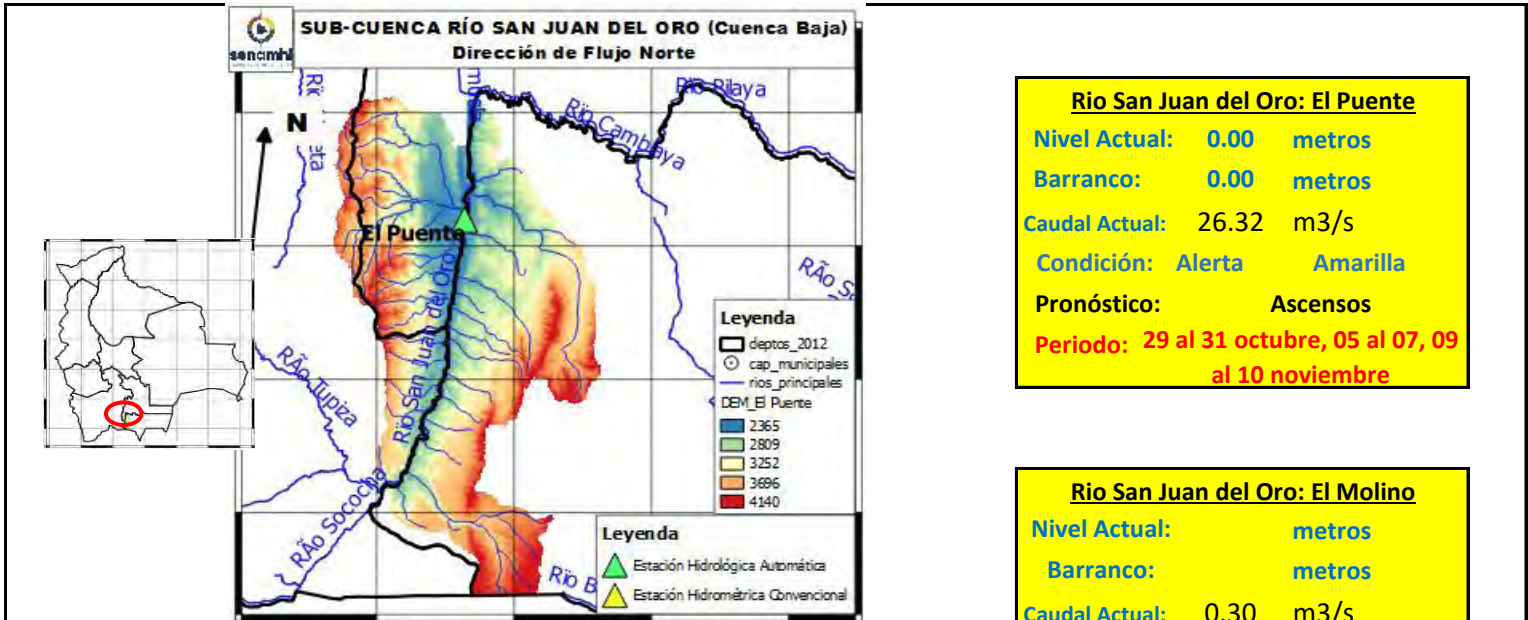 senamhi
SUB-CUENCA RÍO SAN JUAN DEL ORO (Cuenca Baja)
Dirección de Flujo Norte
N
Río Pilaya
Río Cambaya
El Puente
Río San Juan del Oro
RÃo Tupiza
RÃo Sococha
RÃo S
Río B
Leyenda
deptos_2012
cap_municipales
rios_principales
DEM_El Puente
2365
2809
3252
3696
4140
Leyenda
Estación Hidrológica Automática
Estación Hidrométrica Convencional
Rio San Juan del Oro: El Puente
Nivel Actual: 0.00 metros
Barranco: 0.00 metros
Caudal Actual: 26.32 m3/s
Condición: Alerta Amarilla
Pronóstico: Ascensos
Periodo: 29 al 31 octubre, 05 al 07, 09
al 10 noviembre
Rio San Juan del Oro: El Molino
Nivel Actual: metros
Barranco: metros
Caudal Actual: 0.30 m3/s